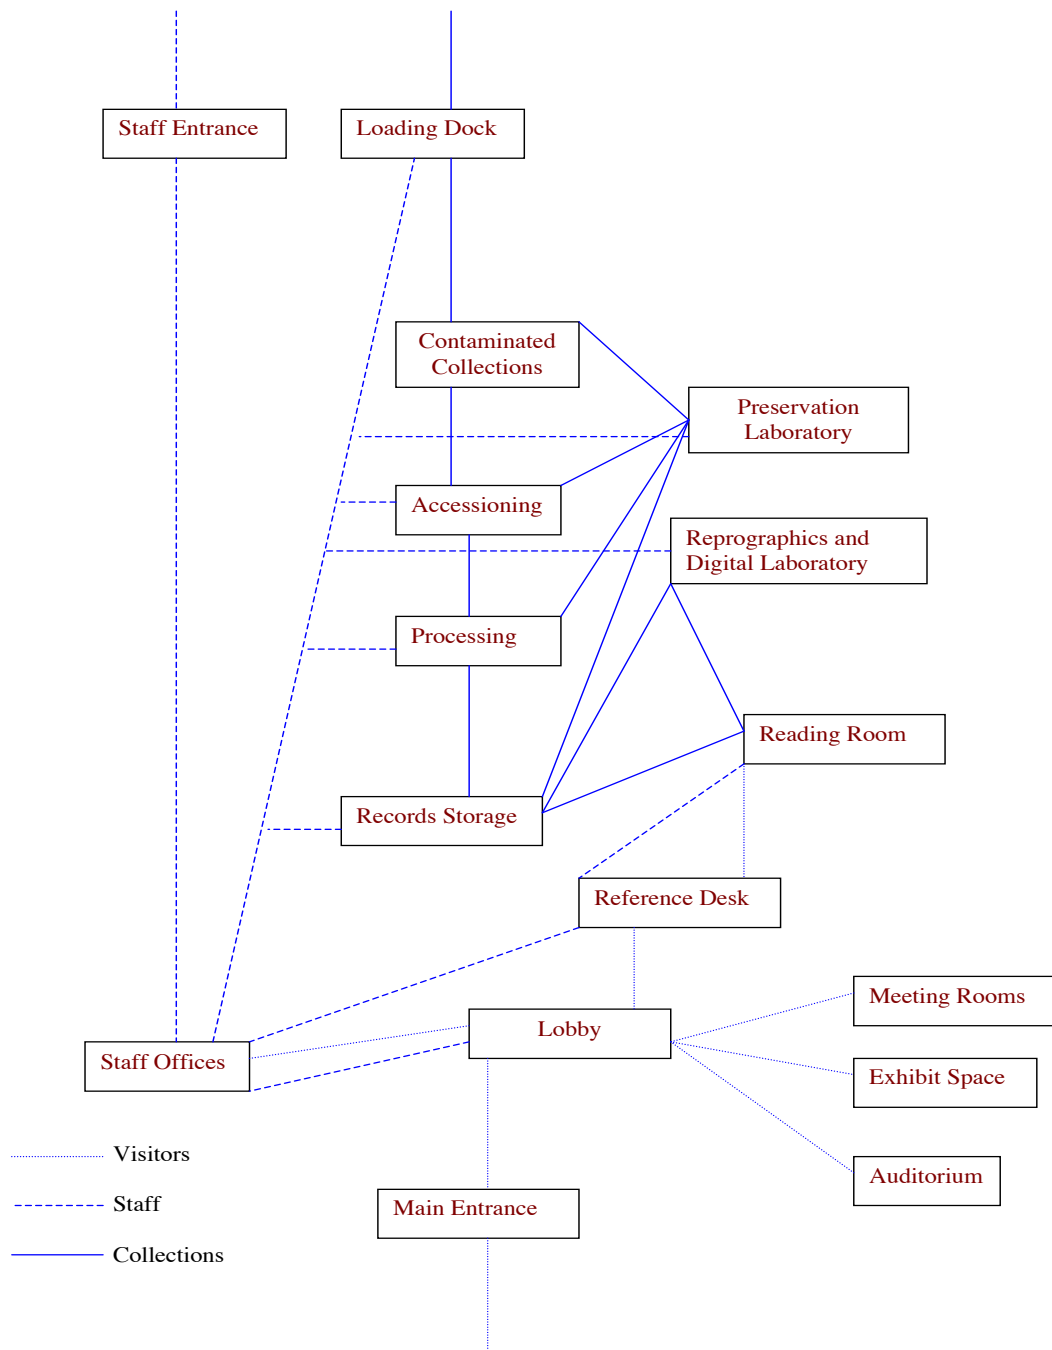 Staff Entrance
Loading Dock
Contaminated
Collections
Preservation
Laboratory
Accessioning
Reprographics and
Digital Laboratory
Processing
Reading Room
Records Storage
Reference Desk
Meeting Rooms
Lobby
Staff Offices
Exhibit Space
Visitors
Auditorium
Staff
Main Entrance
Collections